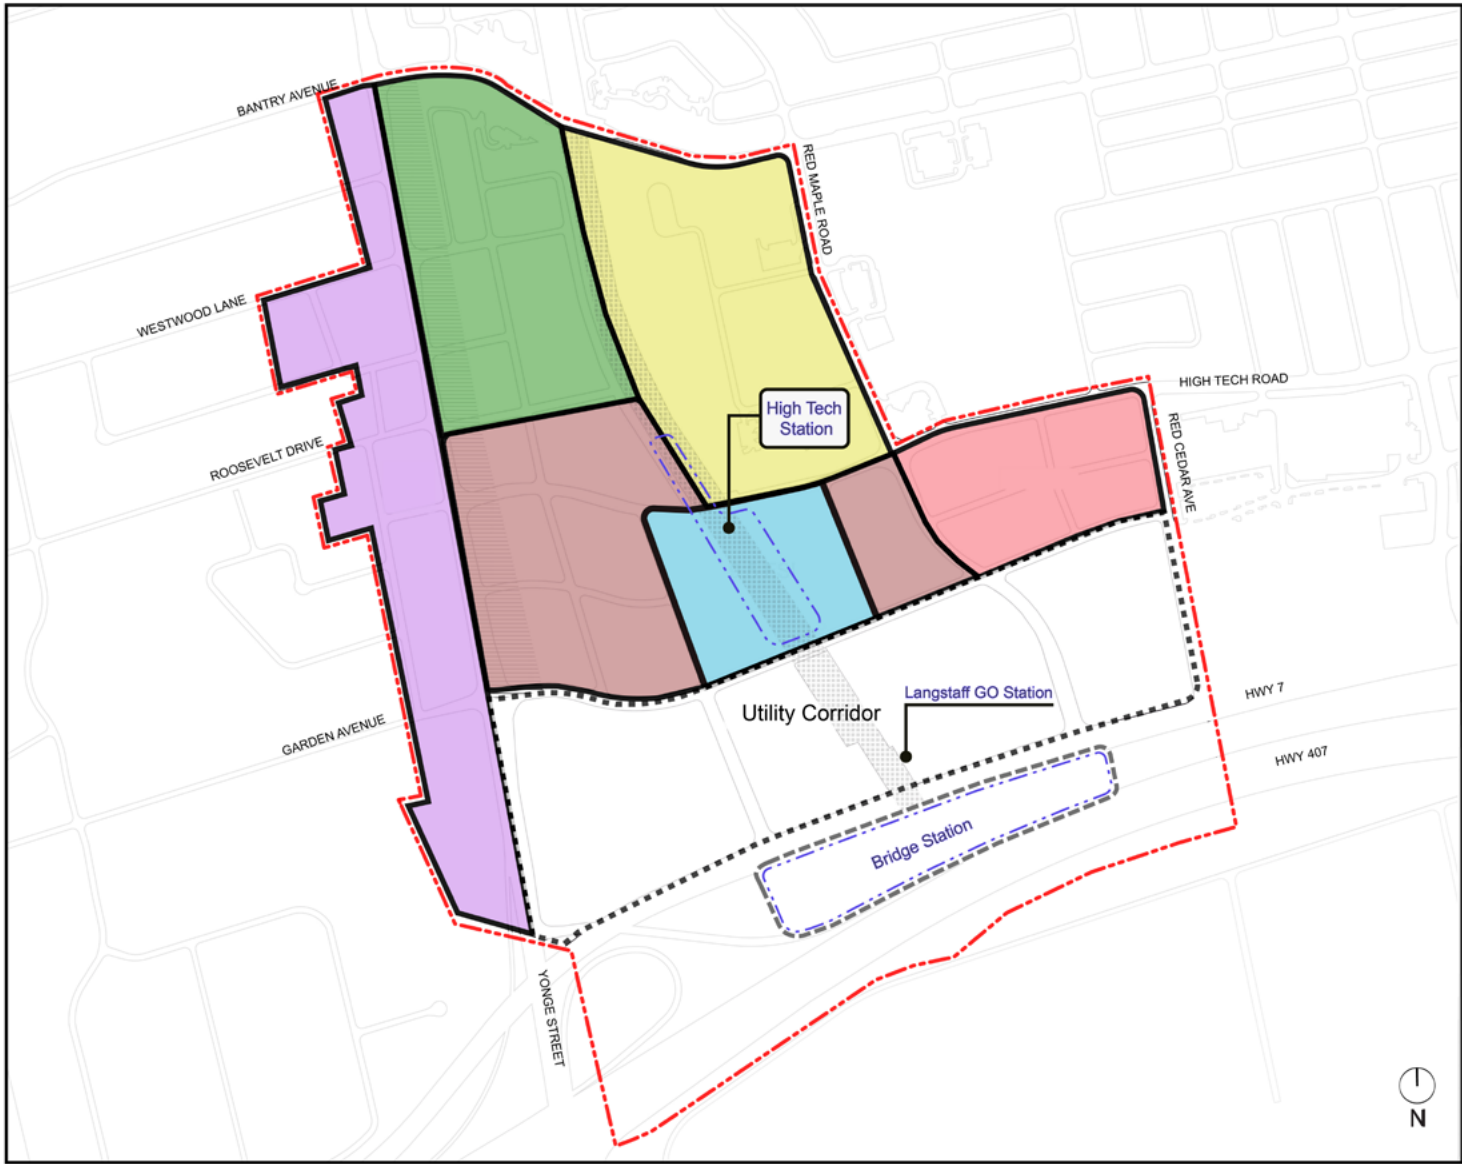 BANTRY AVENUE
RED MAPLE ROAD
WESTWOOD LANE
HIGH TECH ROAD
High Tech
Station
RED CEDAR AVE
ROOSEVELT DRIVE
Langstaff GO Station
HWY 7
Utility Corridor
GARDEN AVENUE
HWY 407
Bridge Station
YONGE STREET
N